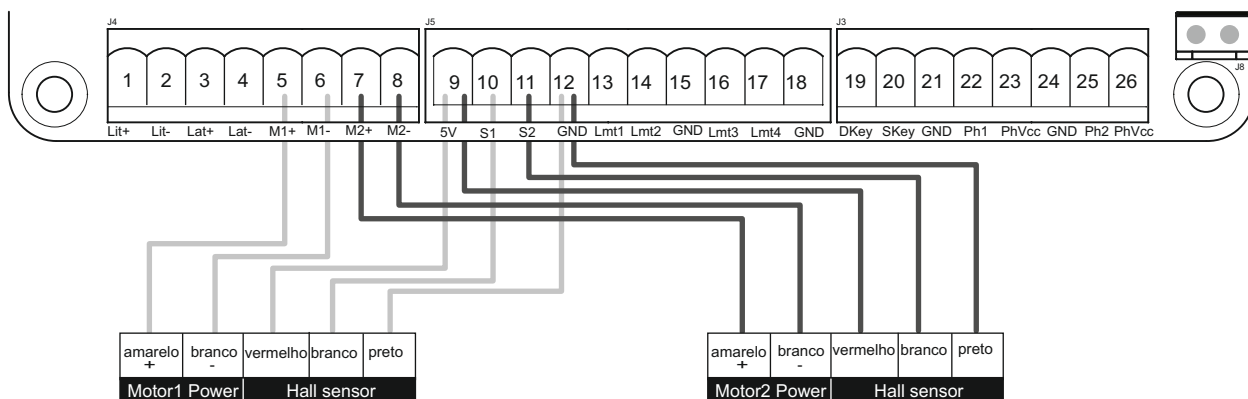 J4 J5 J3
1 2 3 4 5 6 7 8 9 10 11 12 13 14 15 16 17 18 19 20 21 22 23 24 25 26 J8
Lit+ Lit- Lat+ Lat- M1+ M1- M2+ M2- 5V S1 S2 GND Lmt1 Lmt2 GND Lmt3 Lmt4 GND DKey SKey GND Ph1 PhVcc GND Ph2 PhVcc
amarelo branco vermelho branco preto amarelo branco vermelho branco preto
+ - + -
Motor1 Power Hall sensor Motor2 Power Hall sensor